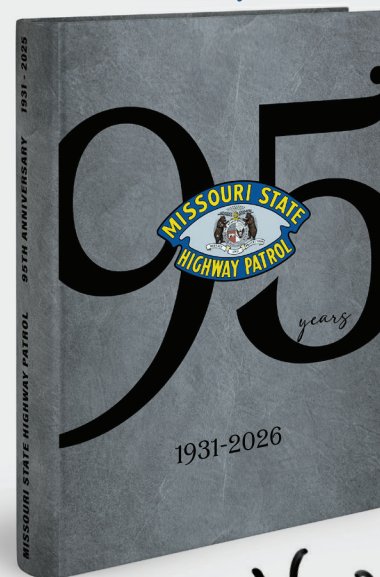 MISSOURI STATE HIGHWAY PATROL 95TH ANNIVERSARY 1931 - 2025
95
MISSOURI STATE
HIGHWAY PATROL
years
1931-2026